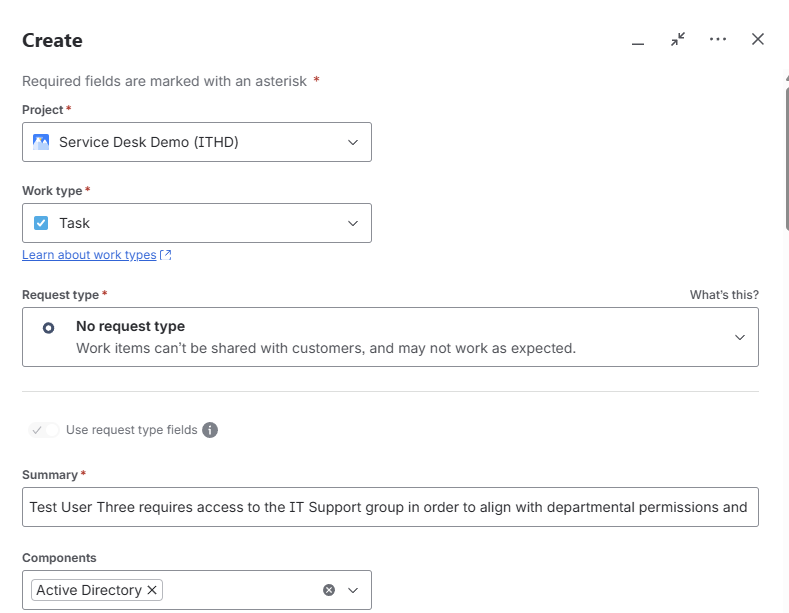 Create
Required fields are marked with an asterisk *
Project *
Service Desk Demo (ITHD)
Work type *
Task
Learn about work types
Request type *
What's this?
No request type
Work items can't be shared with customers, and may not work as expected.
Use request type fields
Summary *
Test User Three requires access to the IT Support group in order to align with departmental permissions and
Components
Active Directory